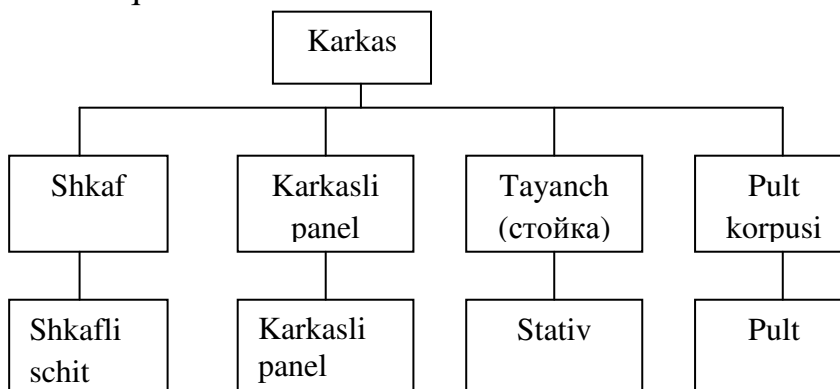 Karkas
Shkaf
Karkasli
panel
Tayanch
(стойка)
Pult
korpusi
Shkafli
schit
Karkasli
panel
Stativ
Pult